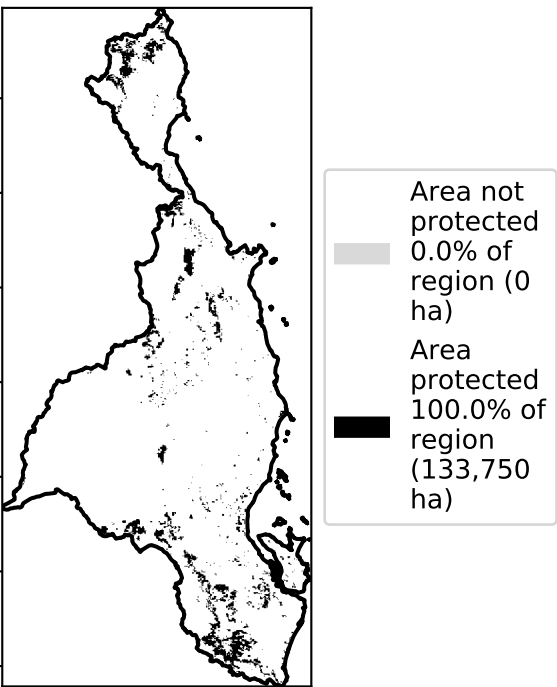 Area not
protected
0.0% of
region (0
ha)
Area
protected
100.0% of
region
(133,750
ha)